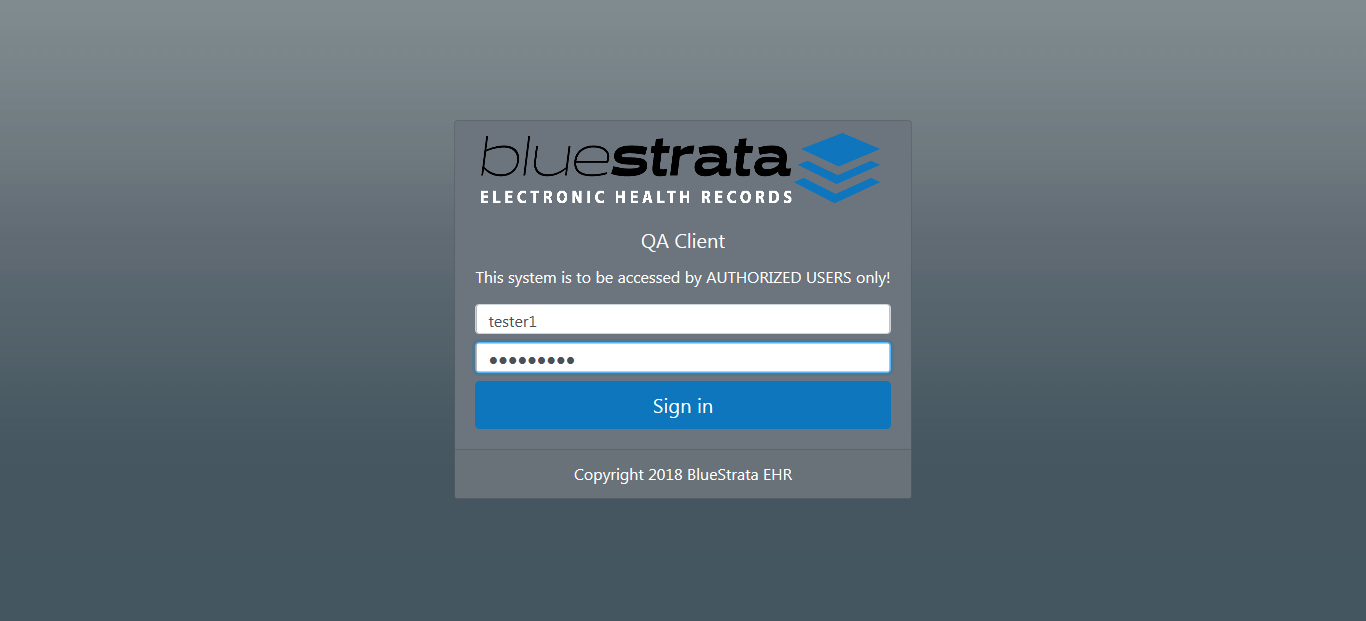 bluestrata
ELECTRONIC HEALTH RECORDS
QA Client
This system is to be accessed by AUTHORIZED USERS only!
tester1
●●●●●●●●●
Sign in
Copyright 2018 BlueStrata EHR